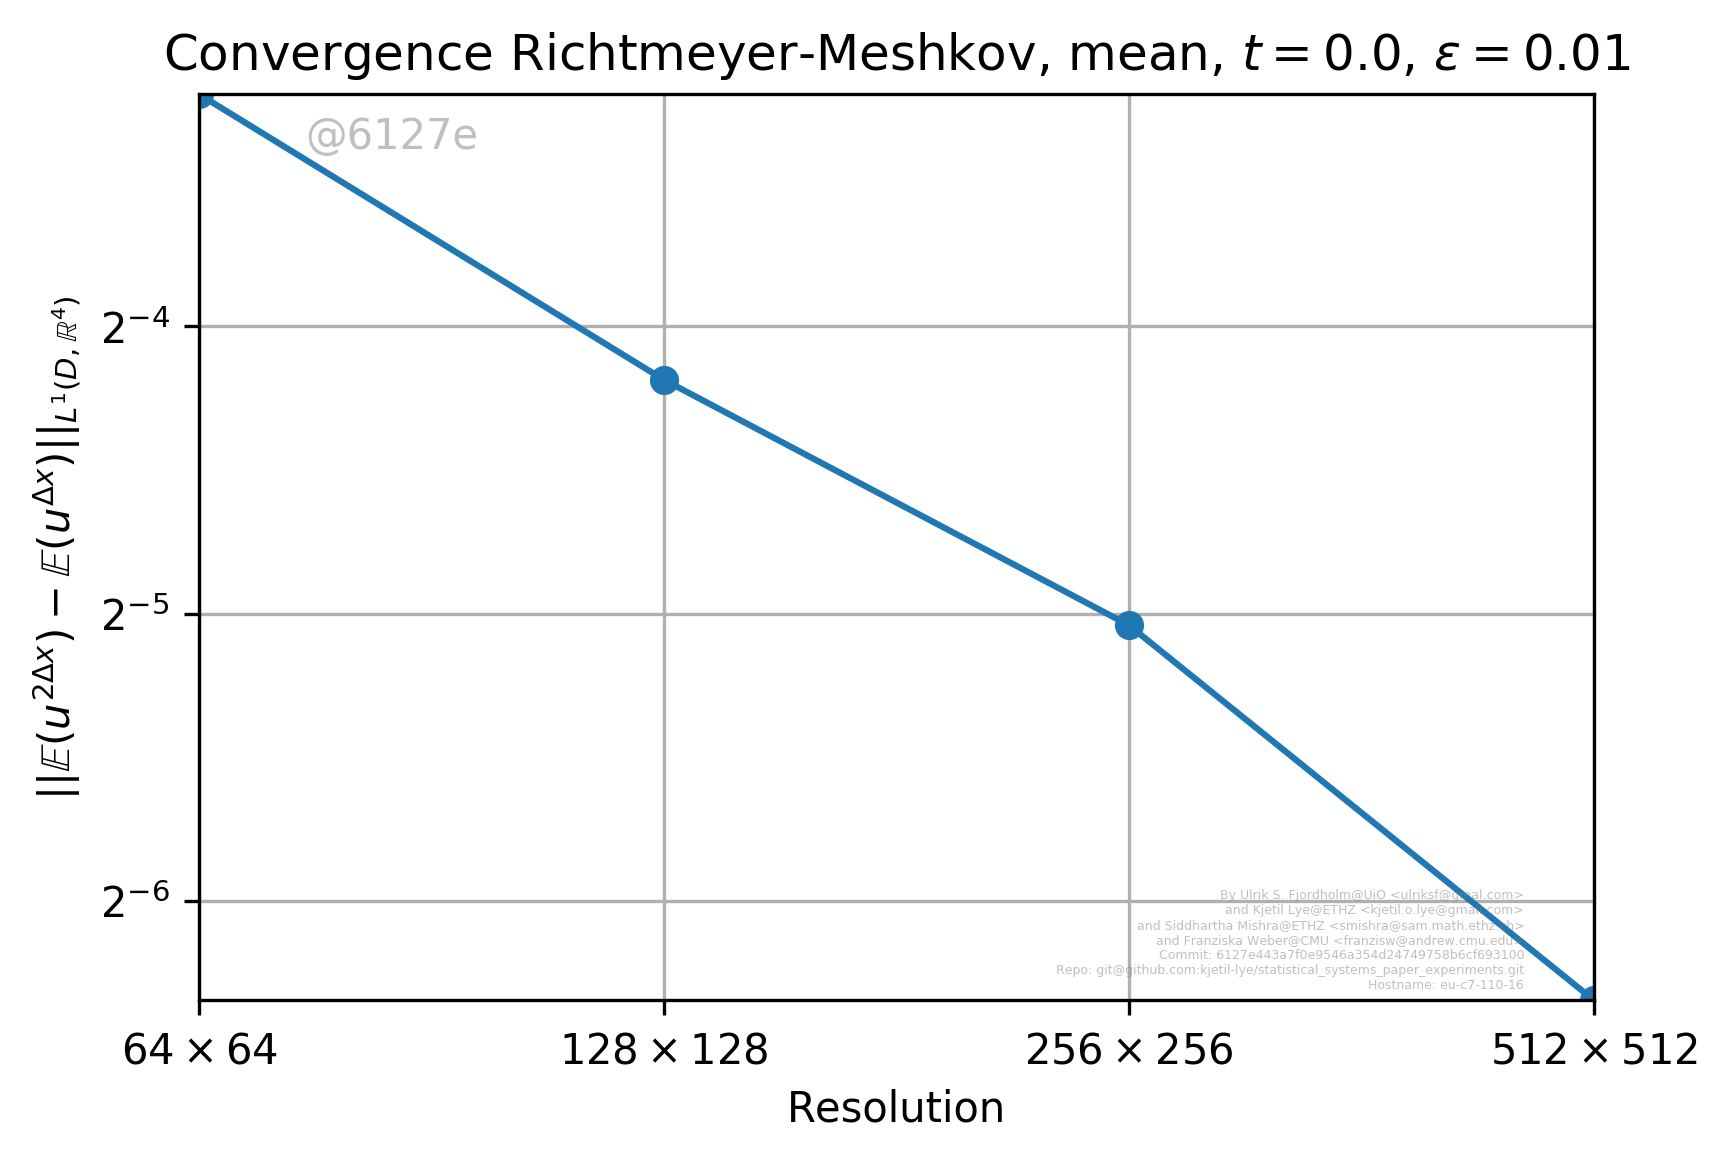 Convergence Richtmeyer-Meshkov, mean, t = 0.0, ε = 0.01
@6127e
2⁻⁴
2⁻⁵
2⁻⁶
||𝔼(u^{2Δx}) − 𝔼(u^{Δx})||_{L¹(D,ℝ⁴)}
By Ulrik S. Fjordholm@UiO <ulriksf@gmail.com>
and Kjetil Lye@ETHZ <kjetil.o.lye@gmail.com>
and Siddhartha Mishra@ETHZ <smishra@sam.math.ethz.ch>
and Franziska Weber@CMU <franzisw@andrew.cmu.edu>
Commit: 6127e443a7f0e9546a354d24749758b6cf693100
Repo: git@github.com:kjetil-lye/statistical_systems_paper_experiments.git
Hostname: eu-c7-110-16
64 × 64 128 × 128 256 × 256 512 × 512
Resolution